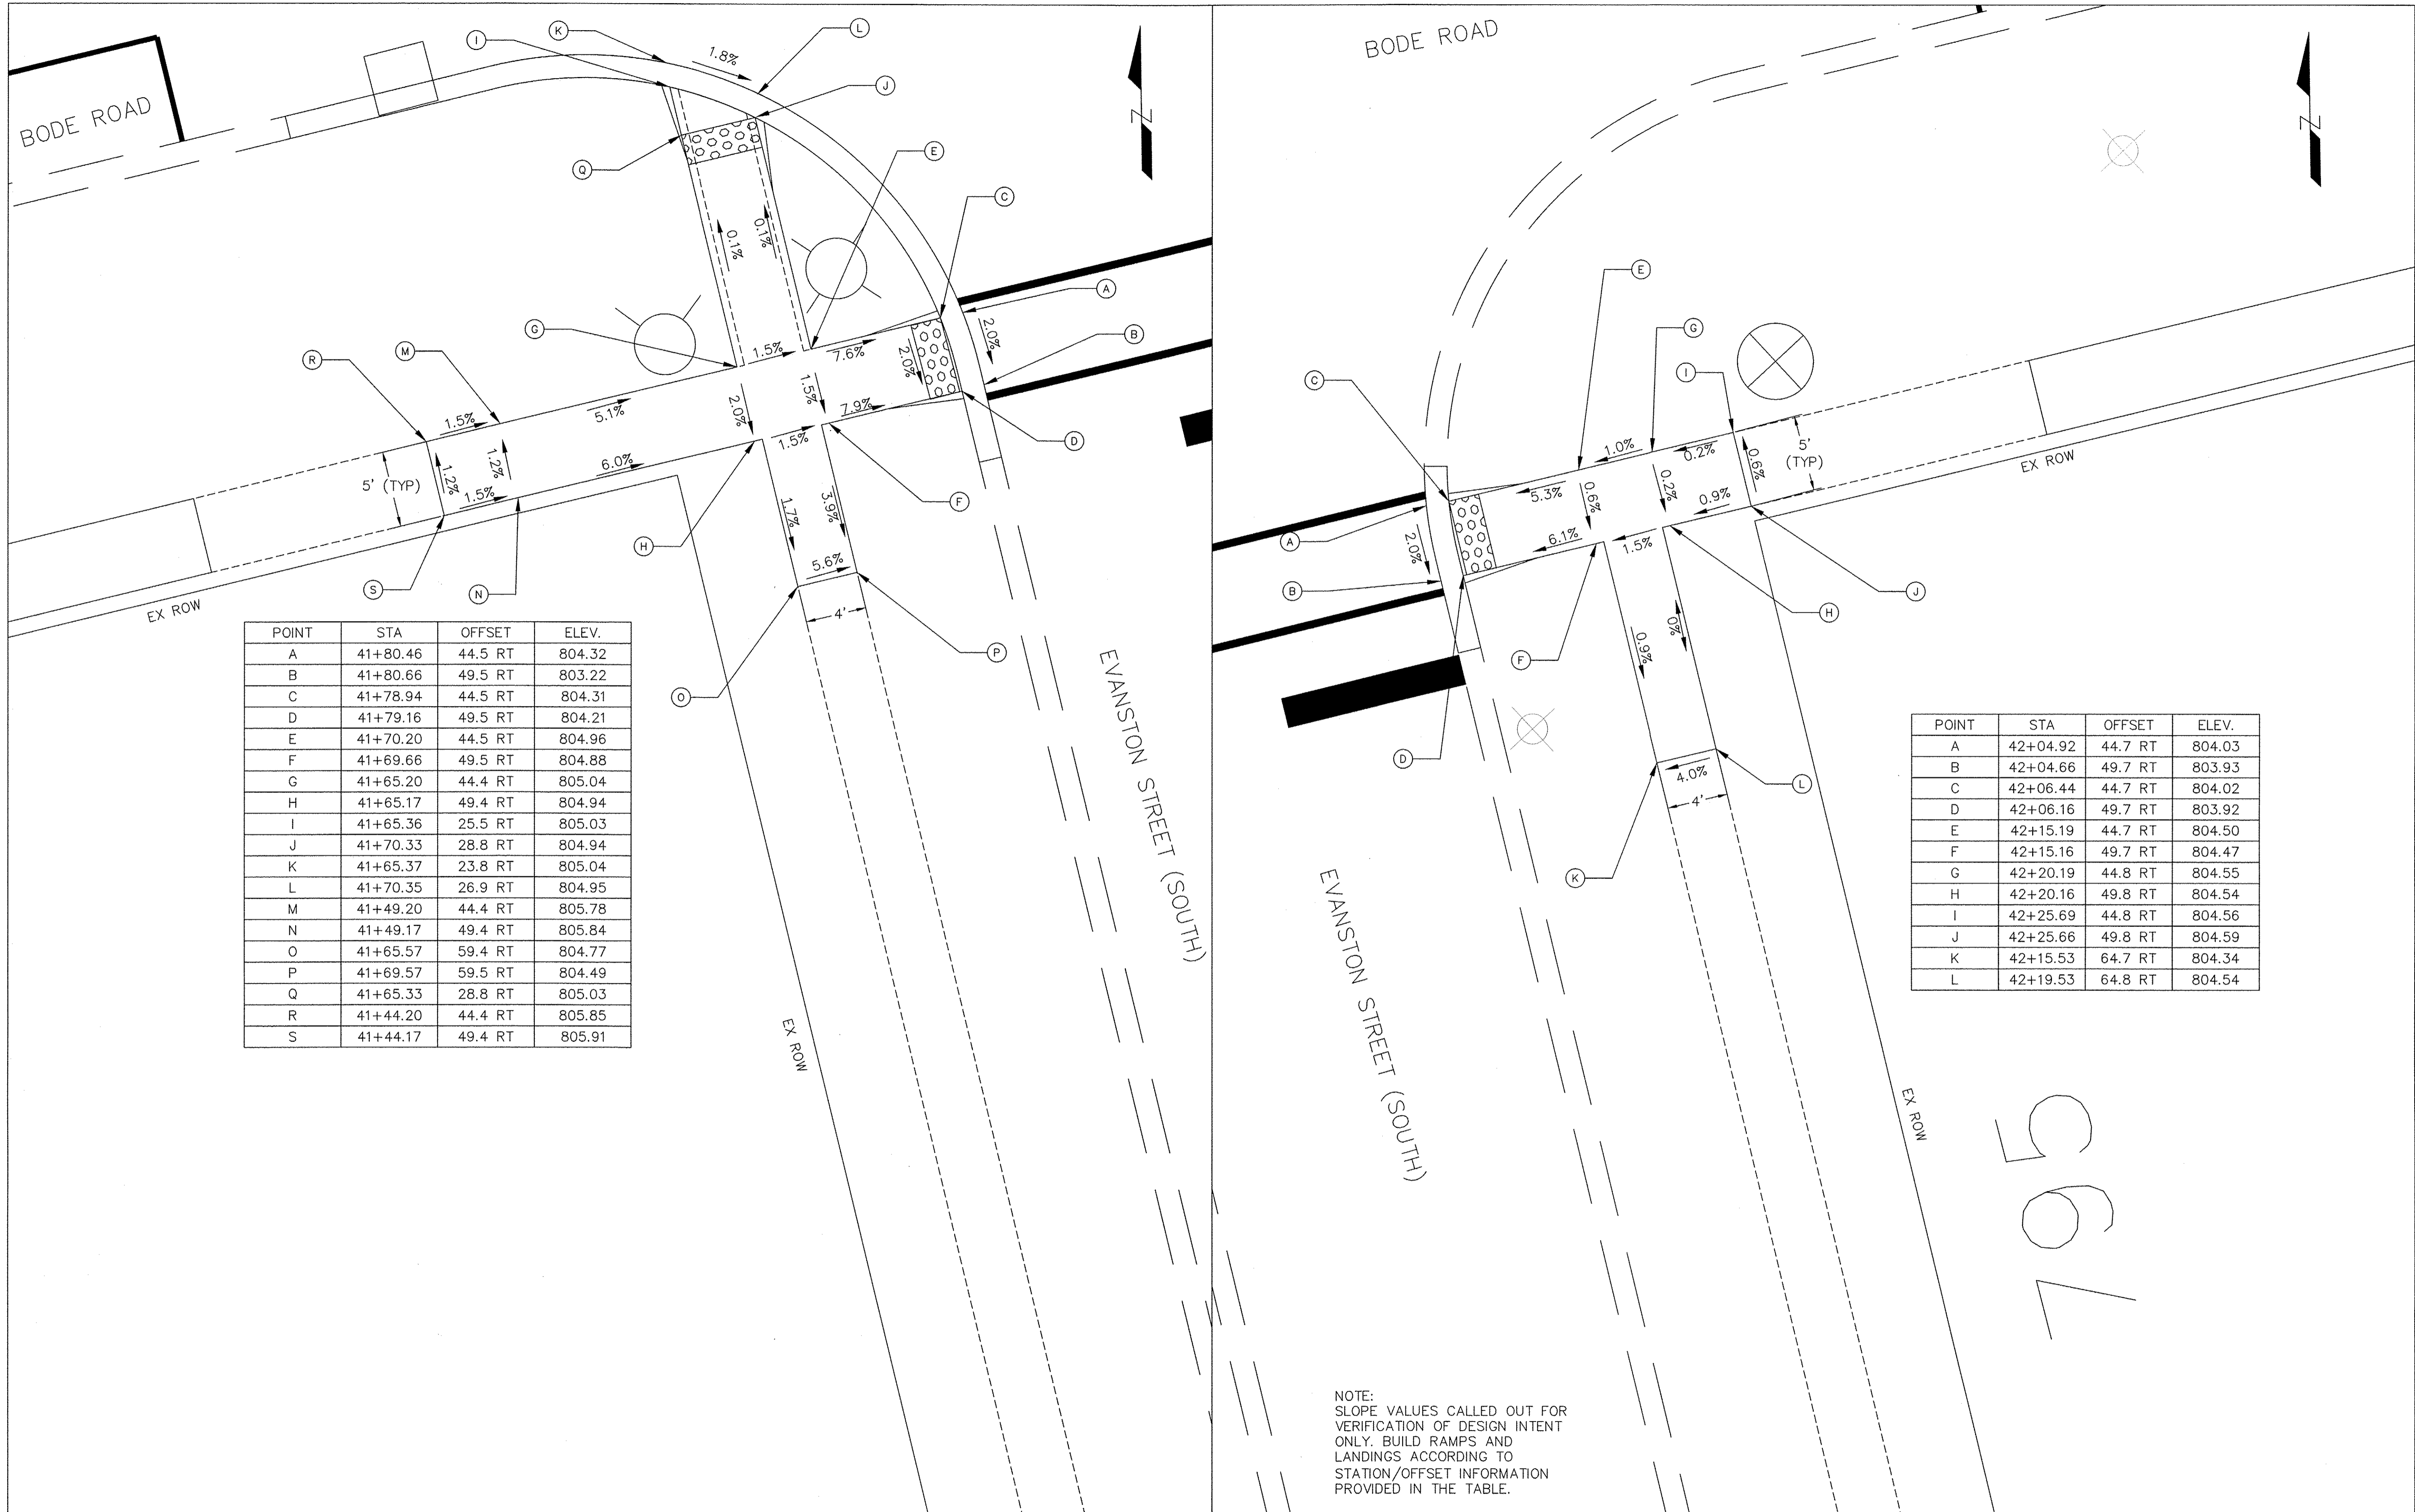 BODE ROAD
I
K
L
1.8%
J
Q
E
C
0.1%
0.1%
A
G
2.0%
B
R
M
1.5%
7.6%
2.0%
1.5%
5.1%
2.0%
1.5%
7.9%
1.5%
D
5' (TYP)
1.2%
1.2%
6.0%
1.5%
F
1.7%
3.9%
H
5.6%
S
N
4'
EX ROW
P
O
EVANSTON STREET (SOUTH)
EX ROW
POINT STA OFFSET ELEV.
A 41+80.46 44.5 RT 804.32
B 41+80.66 49.5 RT 803.22
C 41+78.94 44.5 RT 804.31
D 41+79.16 49.5 RT 804.21
E 41+70.20 44.5 RT 804.96
F 41+69.66 49.5 RT 804.88
G 41+65.20 44.4 RT 805.04
H 41+65.17 49.4 RT 804.94
I 41+65.36 25.5 RT 805.03
J 41+70.33 28.8 RT 804.94
K 41+65.37 23.8 RT 805.04
L 41+70.35 26.9 RT 804.95
M 41+49.20 44.4 RT 805.78
N 41+49.17 49.4 RT 805.84
O 41+65.57 59.4 RT 804.77
P 41+69.57 59.5 RT 804.49
Q 41+65.33 28.8 RT 805.03
R 41+44.20 44.4 RT 805.85
S 41+44.17 49.4 RT 805.91
Z
BODE ROAD
Z
E
G
C
I
1.0%
0.2%
5'
(TYP)
0.6%
EX ROW
5.3%
0.6%
0.2%
0.9%
A
2.0%
6.1%
1.5%
B
J
H
0.9%
0%
F
D
4.0%
L
4'
K
EVANSTON STREET (SOUTH)
EX ROW
POINT STA OFFSET ELEV.
A 42+04.92 44.7 RT 804.03
B 42+04.66 49.7 RT 803.93
C 42+06.44 44.7 RT 804.02
D 42+06.16 49.7 RT 803.92
E 42+15.19 44.7 RT 804.50
F 42+15.16 49.7 RT 804.47
G 42+20.19 44.8 RT 804.55
H 42+20.16 49.8 RT 804.54
I 42+25.69 44.8 RT 804.56
J 42+25.66 49.8 RT 804.59
K 42+15.53 64.7 RT 804.34
L 42+19.53 64.8 RT 804.54
795
NOTE:
SLOPE VALUES CALLED OUT FOR
VERIFICATION OF DESIGN INTENT
ONLY. BUILD RAMPS AND
LANDINGS ACCORDING TO
STATION/OFFSET INFORMATION
PROVIDED IN THE TABLE.